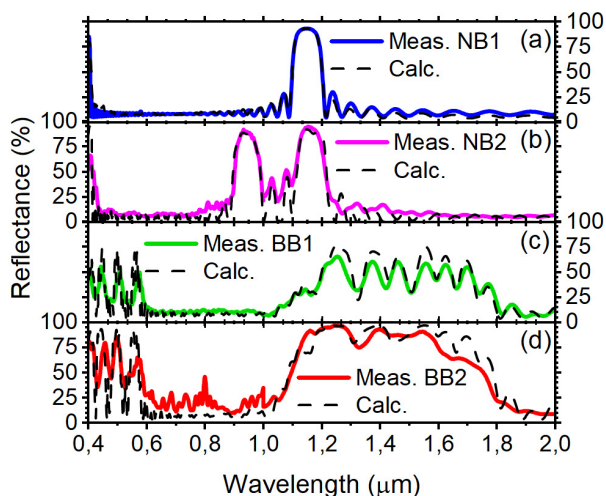 100
Meas. NB1 (a)
Calc.
75
50
25
100 0
Meas. NB2 (b)
Calc.
75
50
25
0 100
Meas. BB1 (c)
Calc.
75
50
25
100 0
Meas. BB2 (d)
Calc.
75
50
25
0
0,4 0,6 0,8 1,0 1,2 1,4 1,6 1,8 2,0
Reflectance (%)
Wavelength (μm)